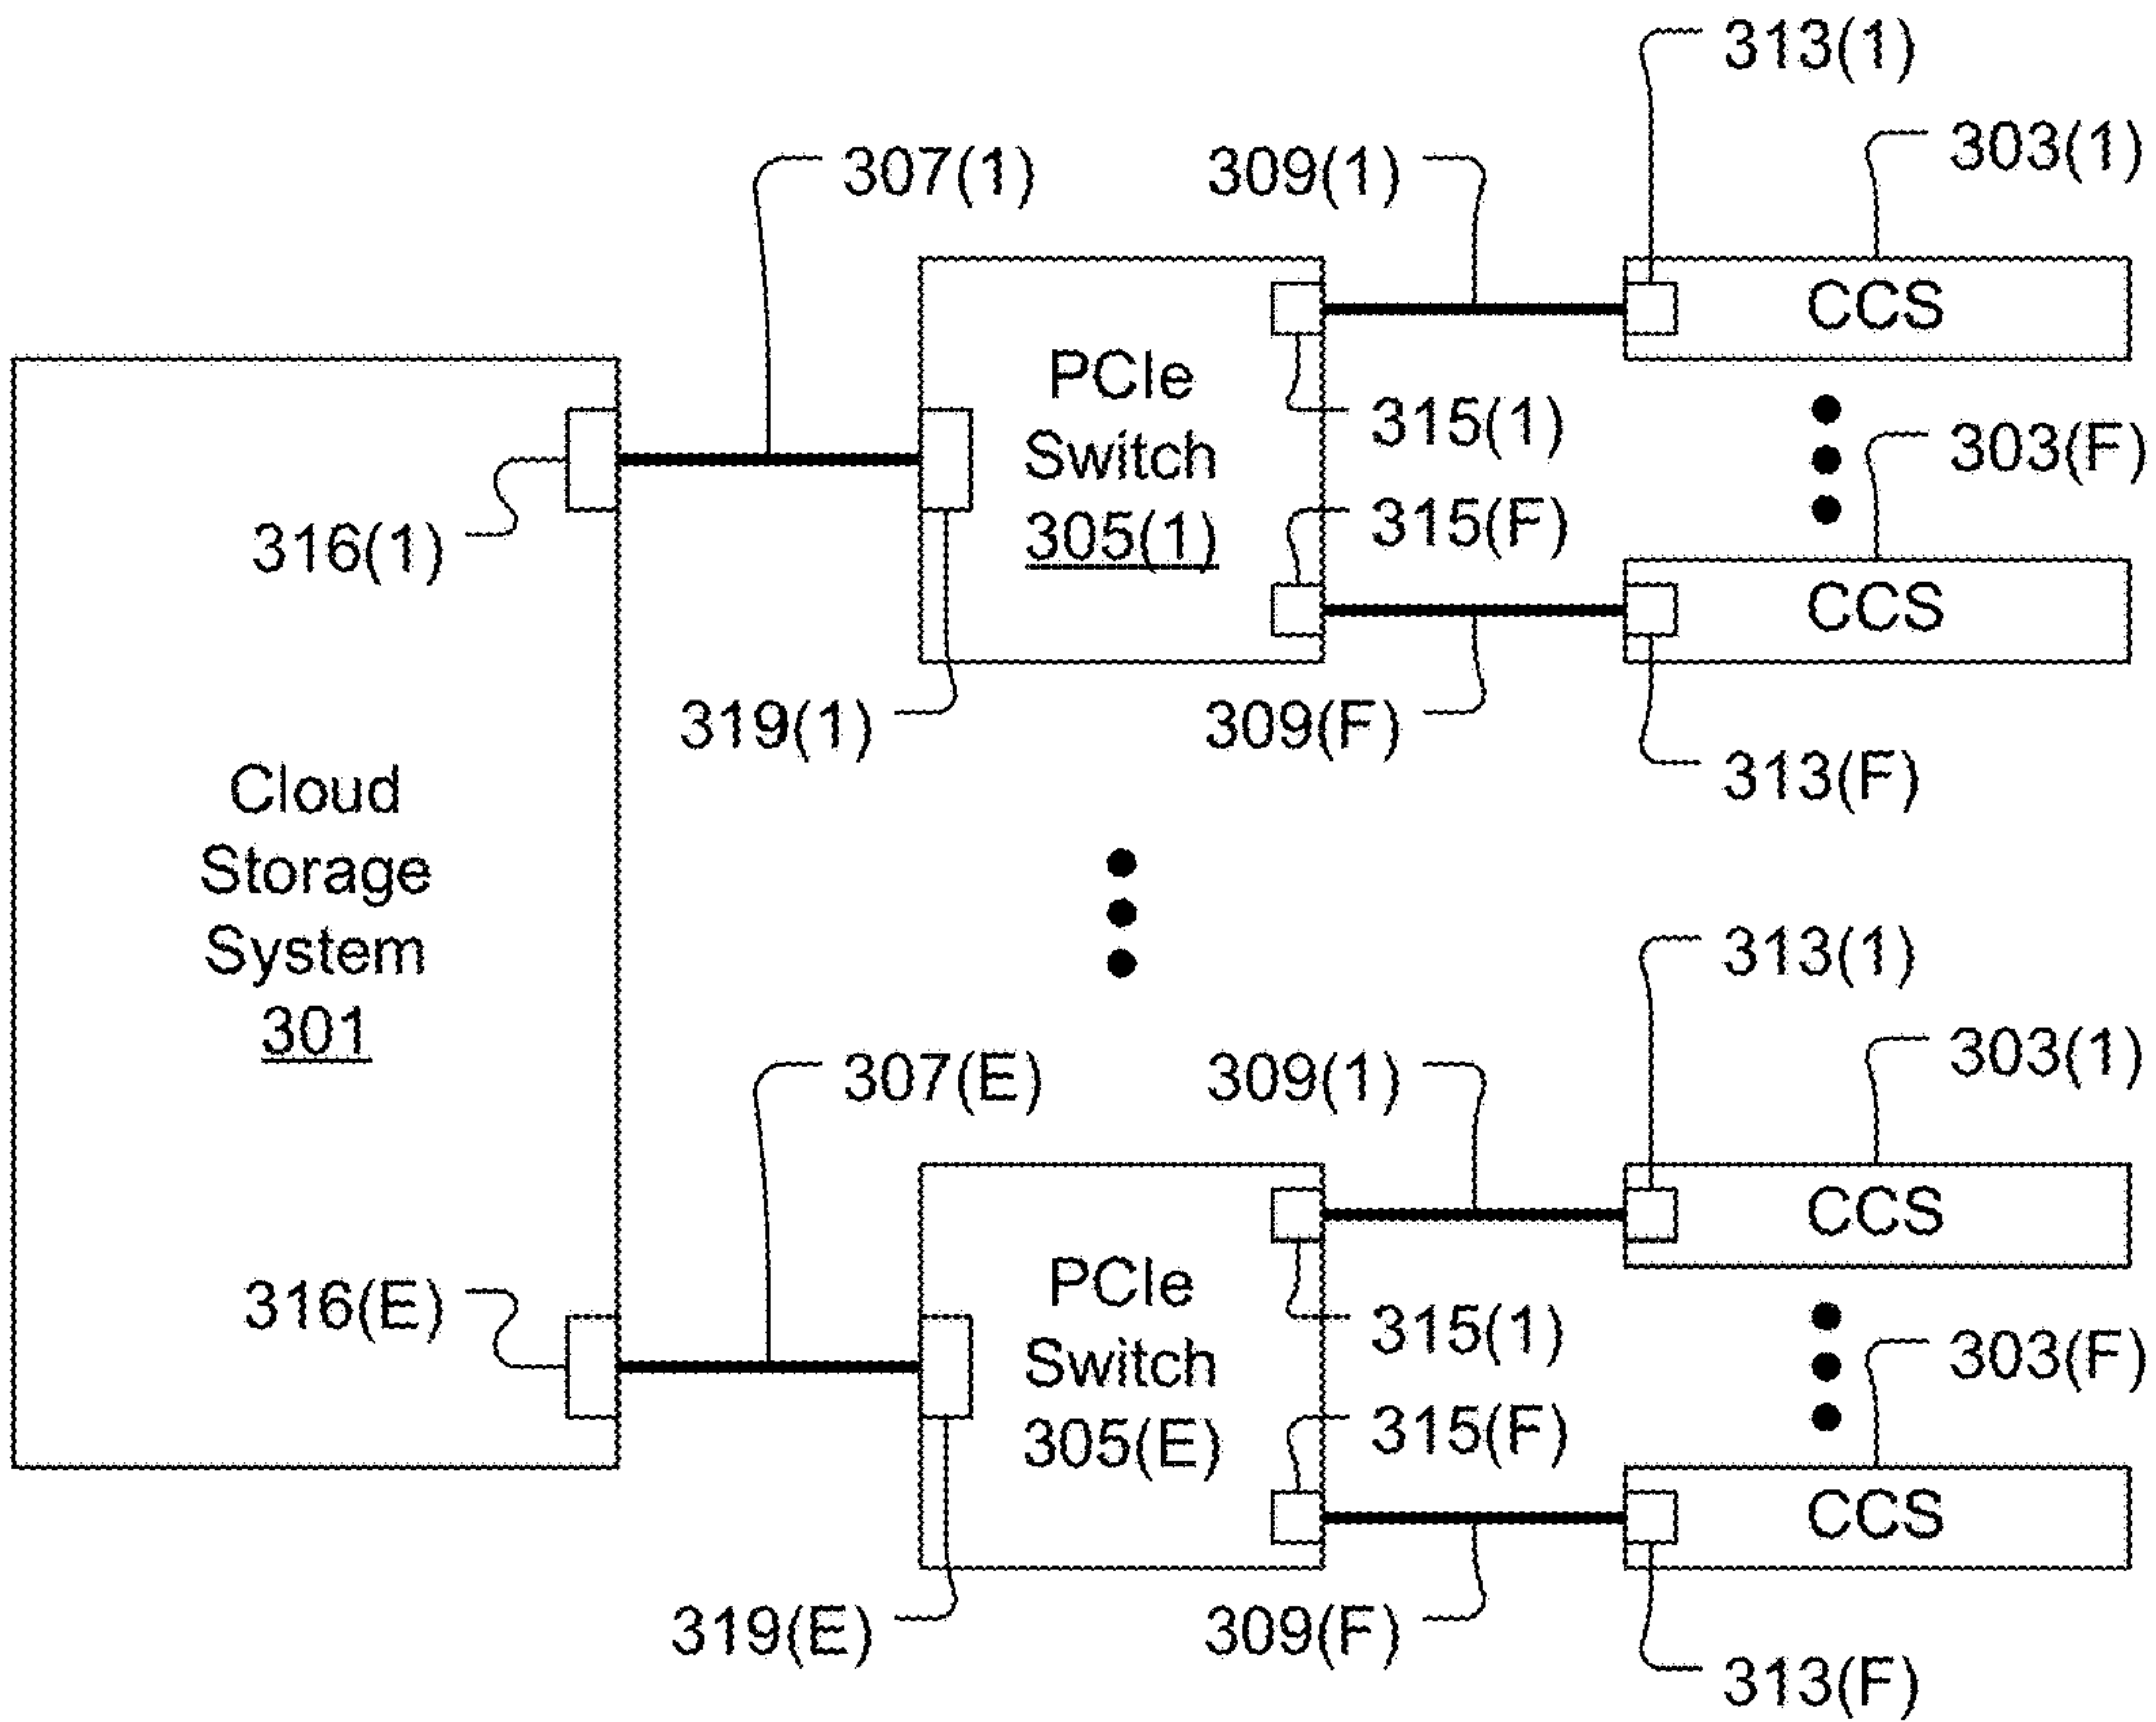 313(1)
303(1)
307(1)
309(1)
CCS
PCIe
Switch
305(1)
315(1)
303(F)
315(F)
316(1)
CCS
319(1)
309(F)
313(F)
Cloud
Storage
System
301
313(1)
303(1)
307(E)
309(1)
CCS
316(E)
PCIe
Switch
305(E)
315(1)
303(F)
315(F)
CCS
319(E)
309(F)
313(F)